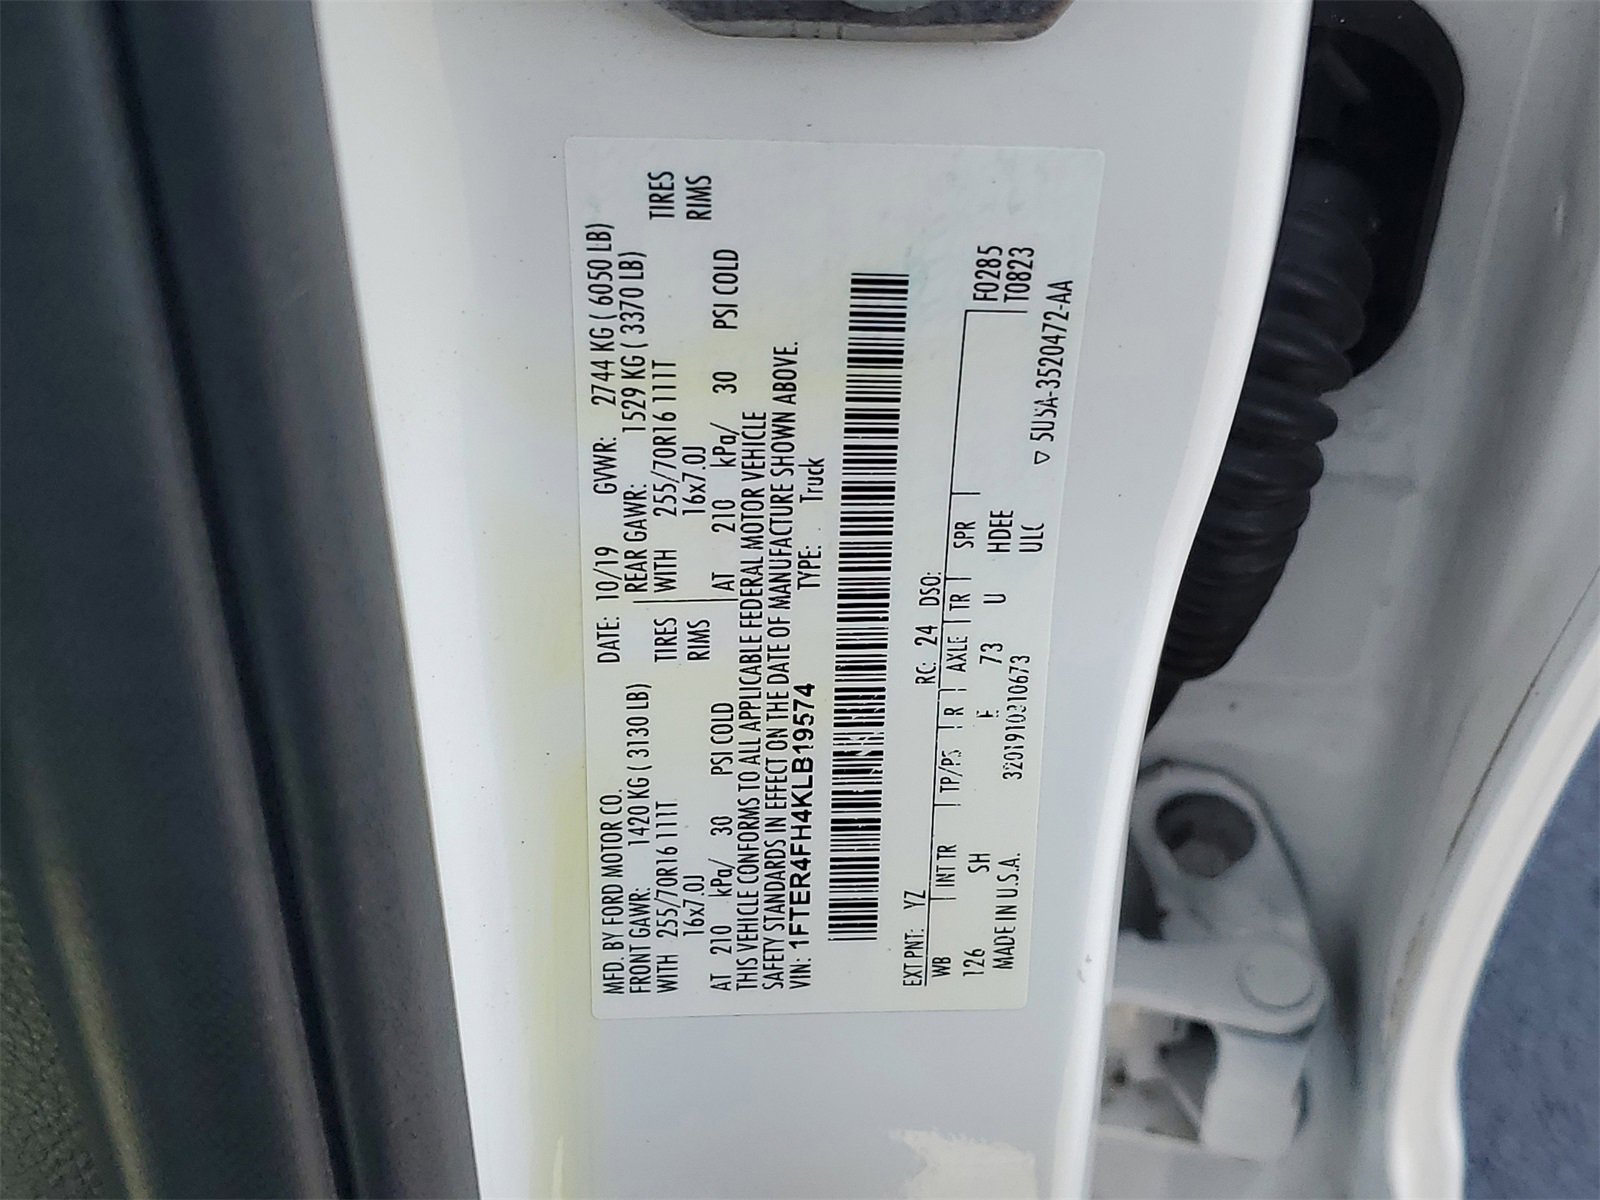 MFD. BY FORD MOTOR CO. DATE: 10/19 GVWR: 2744 KG ( 6050 LB)
FRONT GAWR: 1420 KG ( 3130 LB) REAR GAWR: 1529 KG ( 3370 LB)
WITH 255/70R16 111T TIRES WITH 255/70R16 111T TIRES
16x7.0J RIMS 16x7.0J RIMS
AT 210 kPa/ 30 PSI COLD AT 210 kPa/ 30 PSI COLD
THIS VEHICLE CONFORMS TO ALL APPLICABLE FEDERAL MOTOR VEHICLE
SAFETY STANDARDS IN EFFECT ON THE DATE OF MANUFACTURE SHOWN ABOVE.
VIN: 1FTER4FH4KLB19574 TYPE: Truck
EXT PNT: YZ RC: 24 DSO:
WB INT TR TP/PS R AXLE TR SPR F0285
126 SH E 73 U HDEE T0823
MADE IN U.S.A. 3201910310673 ULC
▽ 5U5A-3520472-AA